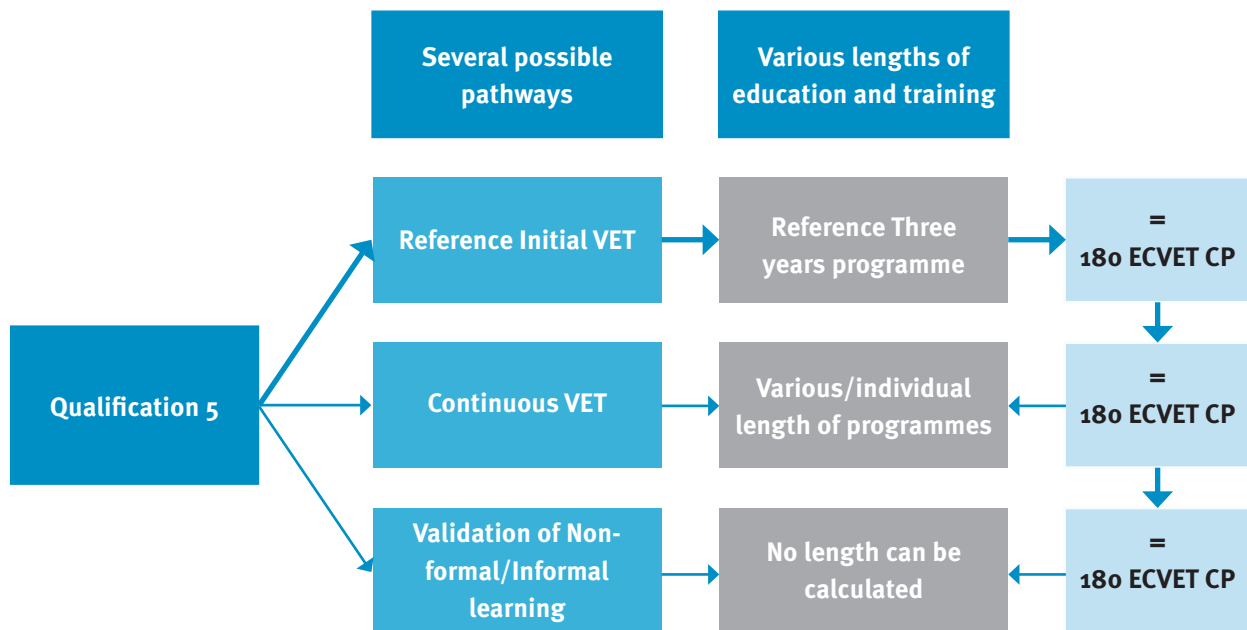 Several possible
pathways
Various lengths of
education and training
Reference Initial VET
Reference Three
years programme
=
180 ECVET CP
Qualification 5
Continuous VET
Various/individual
length of programmes
=
180 ECVET CP
Validation of Non-
formal/Informal
learning
No length can be
calculated
=
180 ECVET CP